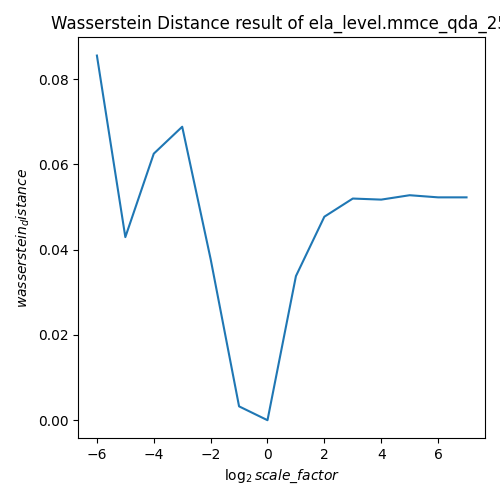 Wasserstein Distance result of ela_level.mmce_qda_25
0.08
0.06
0.04
0.02
0.00
wasserstein_distance
−6 −4 −2 0 2 4 6
log₂ scale_factor